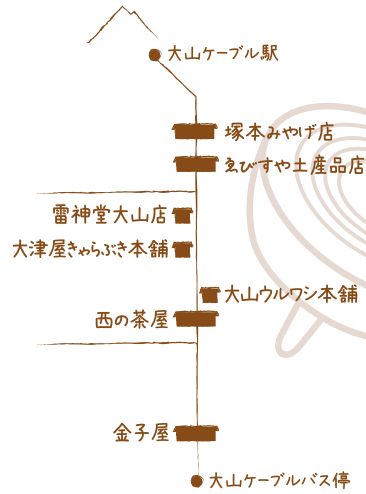 大山ケーブル駅
塚本みやげ店
ゑびすや土産品店
雷神堂大山店
大津屋きゃらぶき本舗
大山ウルワシ本舗
西の茶屋
金子屋
大山ケーブルバス停